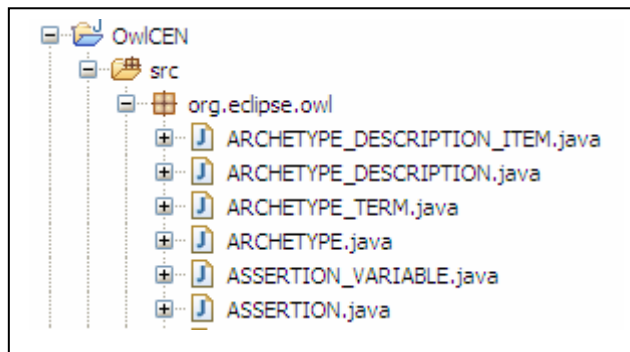 OwlCEN
src
org.eclipse.owl
ARCHETYPE_DESCRIPTION_ITEM.java
ARCHETYPE_DESCRIPTION.java
ARCHETYPE_TERM.java
ARCHETYPE.java
ASSERTION_VARIABLE.java
ASSERTION.java